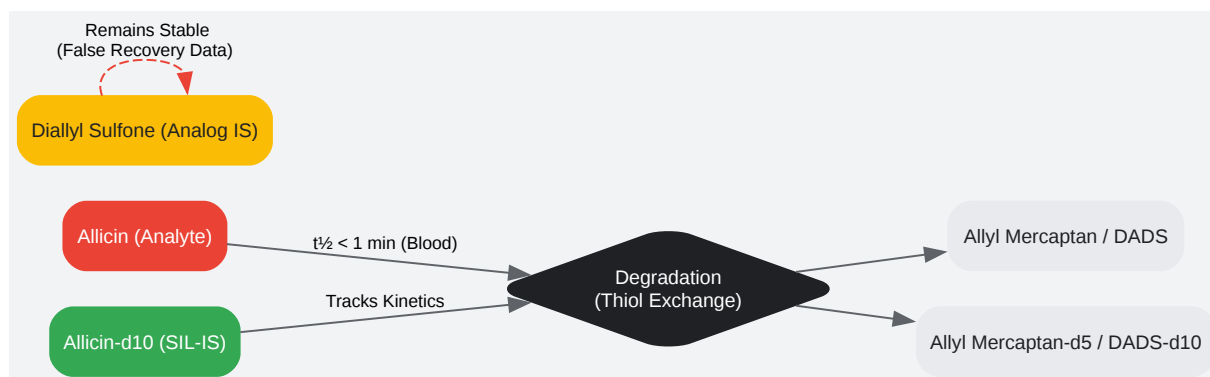 Remains Stable
(False Recovery Data)
Diallyl Sulfone (Analog IS)
Allicin (Analyte)
t½ < 1 min (Blood)
Allicin-d10 (SIL-IS)
Tracks Kinetics
Degradation
(Thiol Exchange)
Allyl Mercaptan / DADS
Allyl Mercaptan-d5 / DADS-d10